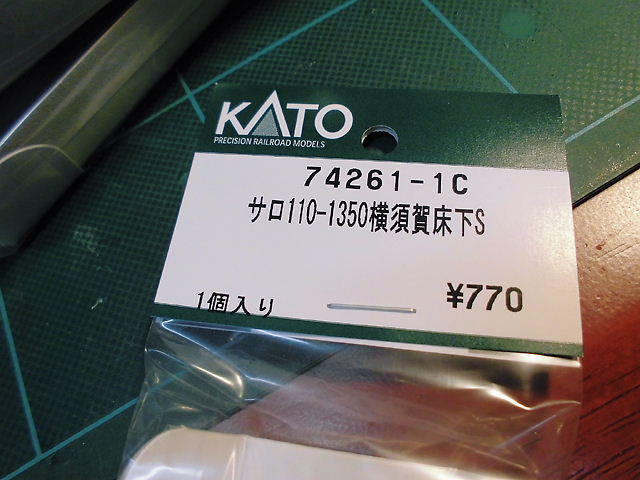 KATO
PRECISION RAILROAD MODELS
74261-1C
サロ110-1350横須賀床下S
1個入り
¥770